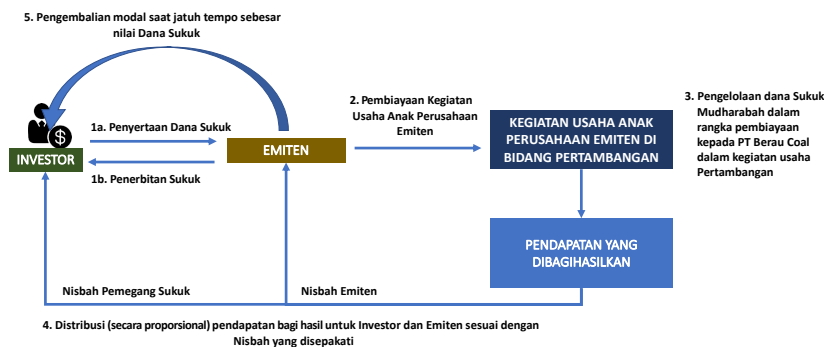 5. Pengembalian modal saat jatuh tempo sebesar
nilai Dana Sukuk
2. Pembiayaan Kegiatan
Usaha Anak Perusahaan
Emiten
3. Pengelolaan dana Sukuk
Mudharabah dalam
rangka pembiayaan
kepada PT Berau Coal
dalam kegiatan usaha
Pertambangan
$
1a. Penyertaan Dana Sukuk
KEGIATAN USAHA ANAK
PERUSAHAAN EMITEN DI
BIDANG PERTAMBANGAN
INVESTOR
EMITEN
1b. Penerbitan Sukuk
PENDAPATAN YANG
DIBAGIHASILKAN
Nisbah Pemegang Sukuk
Nisbah Emiten
4. Distribusi (secara proporsional) pendapatan bagi hasil untuk Investor dan Emiten sesuai dengan
Nisbah yang disepakati